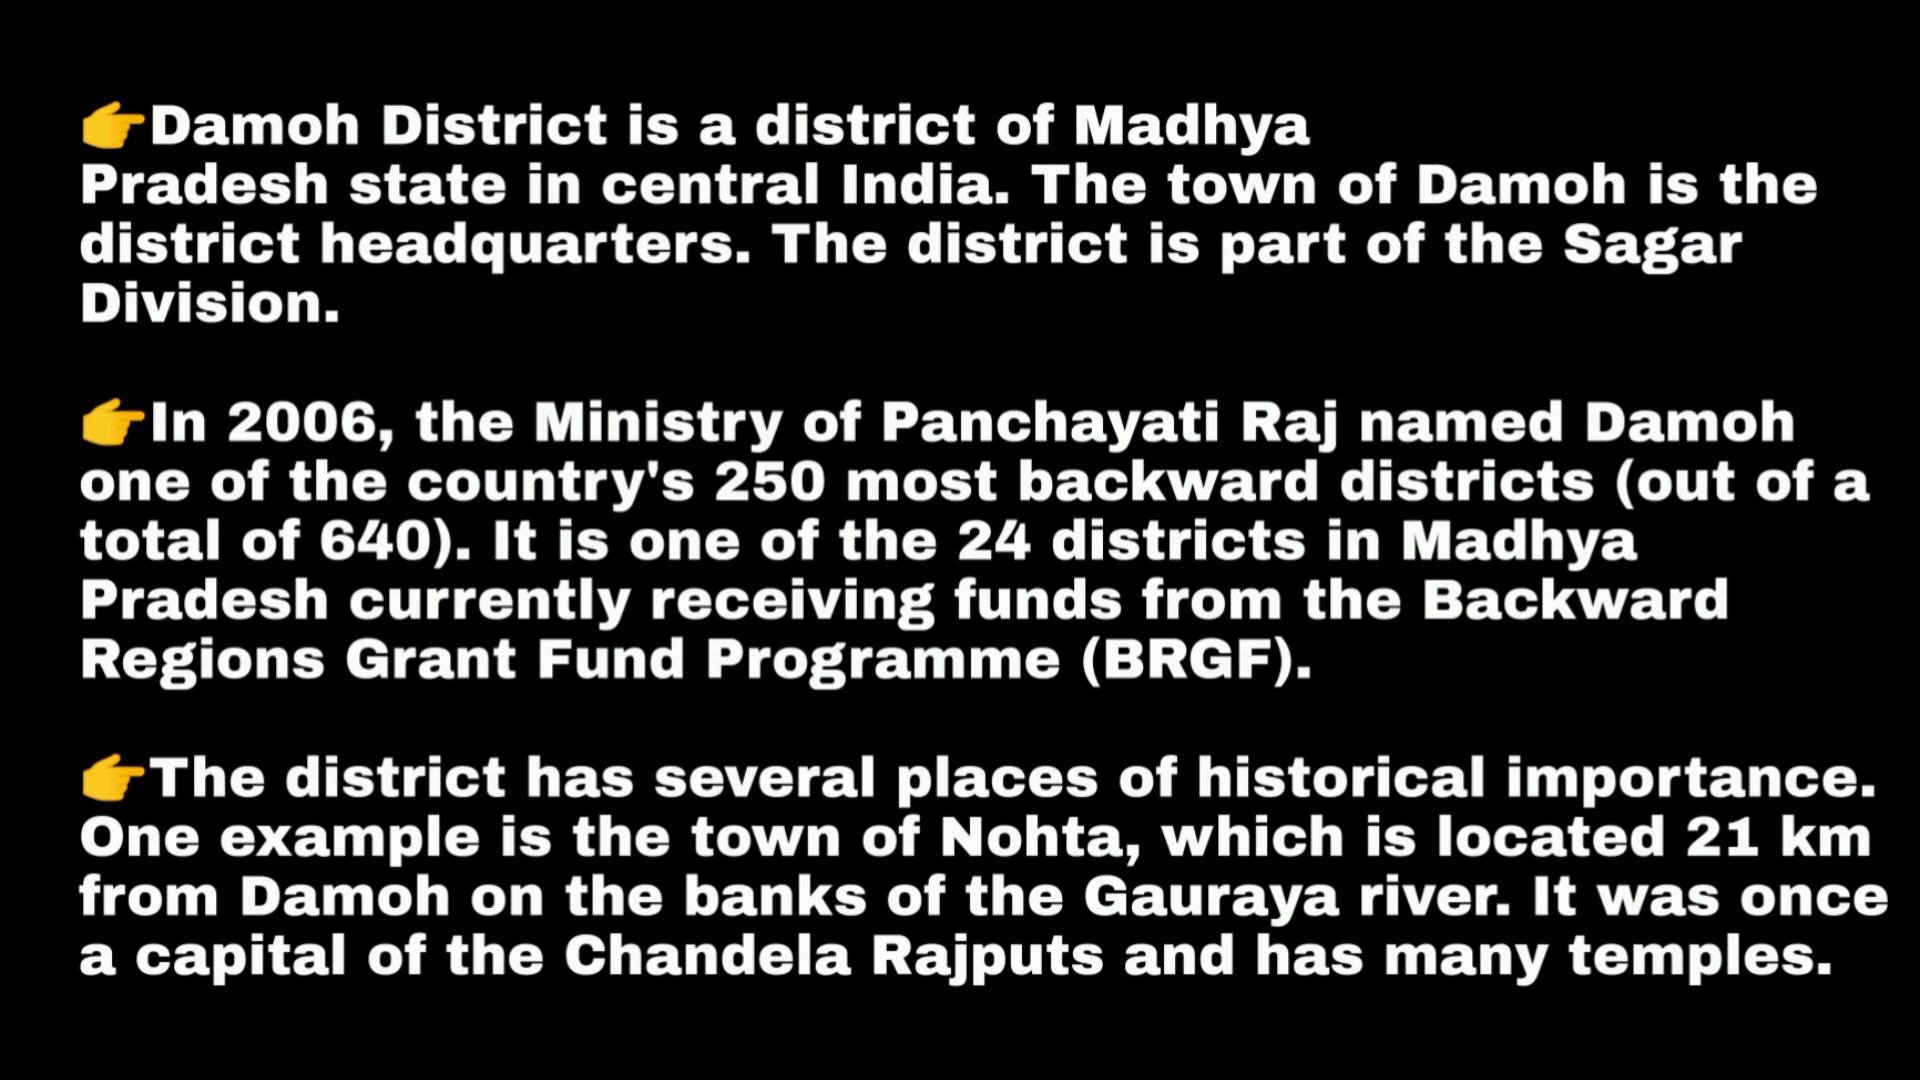 👉Damoh District is a district of Madhya
Pradesh state in central India. The town of Damoh is the
district headquarters. The district is part of the Sagar
Division.
👉In 2006, the Ministry of Panchayati Raj named Damoh
one of the country's 250 most backward districts (out of a
total of 640). It is one of the 24 districts in Madhya
Pradesh currently receiving funds from the Backward
Regions Grant Fund Programme (BRGF).
👉The district has several places of historical importance.
One example is the town of Nohta, which is located 21 km
from Damoh on the banks of the Gauraya river. It was once
a capital of the Chandela Rajputs and has many temples.